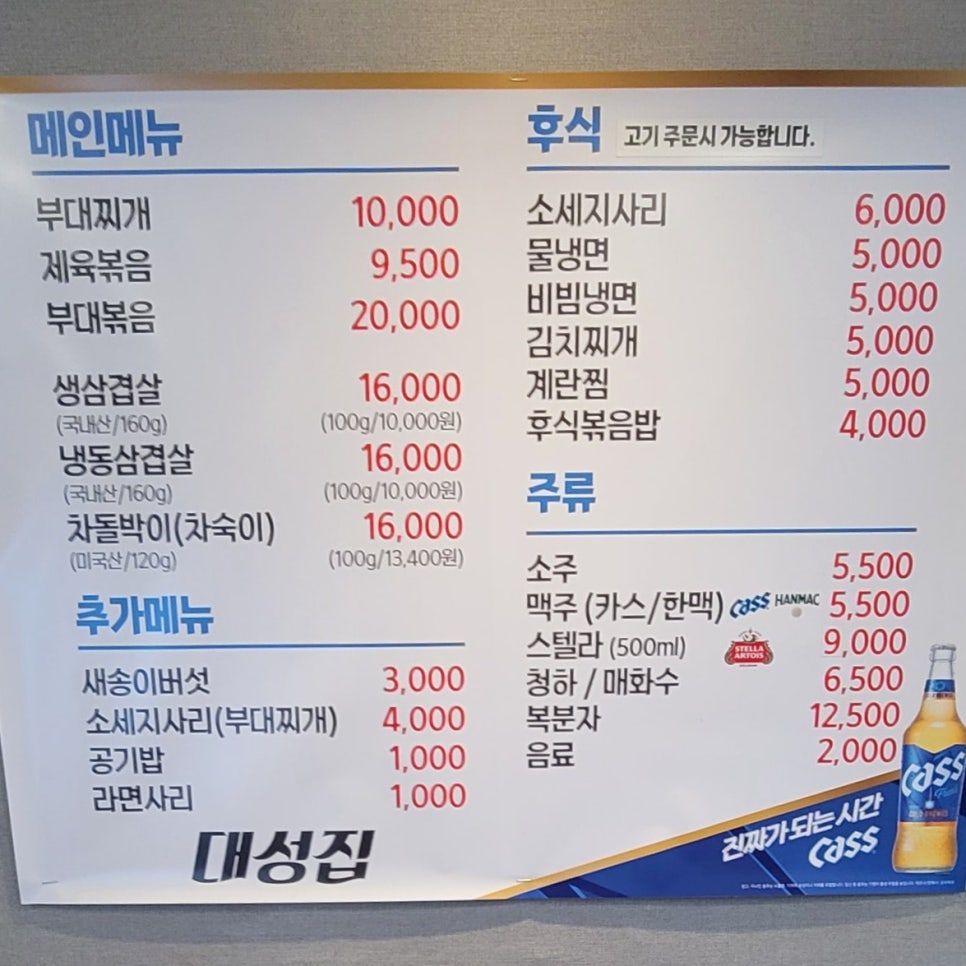 메인메뉴
부대찌개 10,000
제육볶음 9,500
부대볶음 20,000
생삼겹살 16,000
(국내산/160g) (100g/10,000원)
냉동삼겹살 16,000
(국내산/160g) (100g/10,000원)
차돌박이(차숙이) 16,000
(미국산/120g) (100g/13,400원)
추가메뉴
새송이버섯 3,000
소세지사리(부대찌개) 4,000
공기밥 1,000
라면사리 1,000
대성집
후식 고기 주문시 가능합니다.
소세지사리 6,000
물냉면 5,000
비빔냉면 5,000
김치찌개 5,000
계란찜 5,000
후식볶음밥 4,000
주류
소주 5,500
맥주 (카스/한맥) Cass HANMAC 5,500
스텔라 (500ml) STELLA ARTOIS 9,000
청하 / 매화수 6,500
복분자 12,500
음료 2,000
진짜가 되는 시간
Cass
Cass